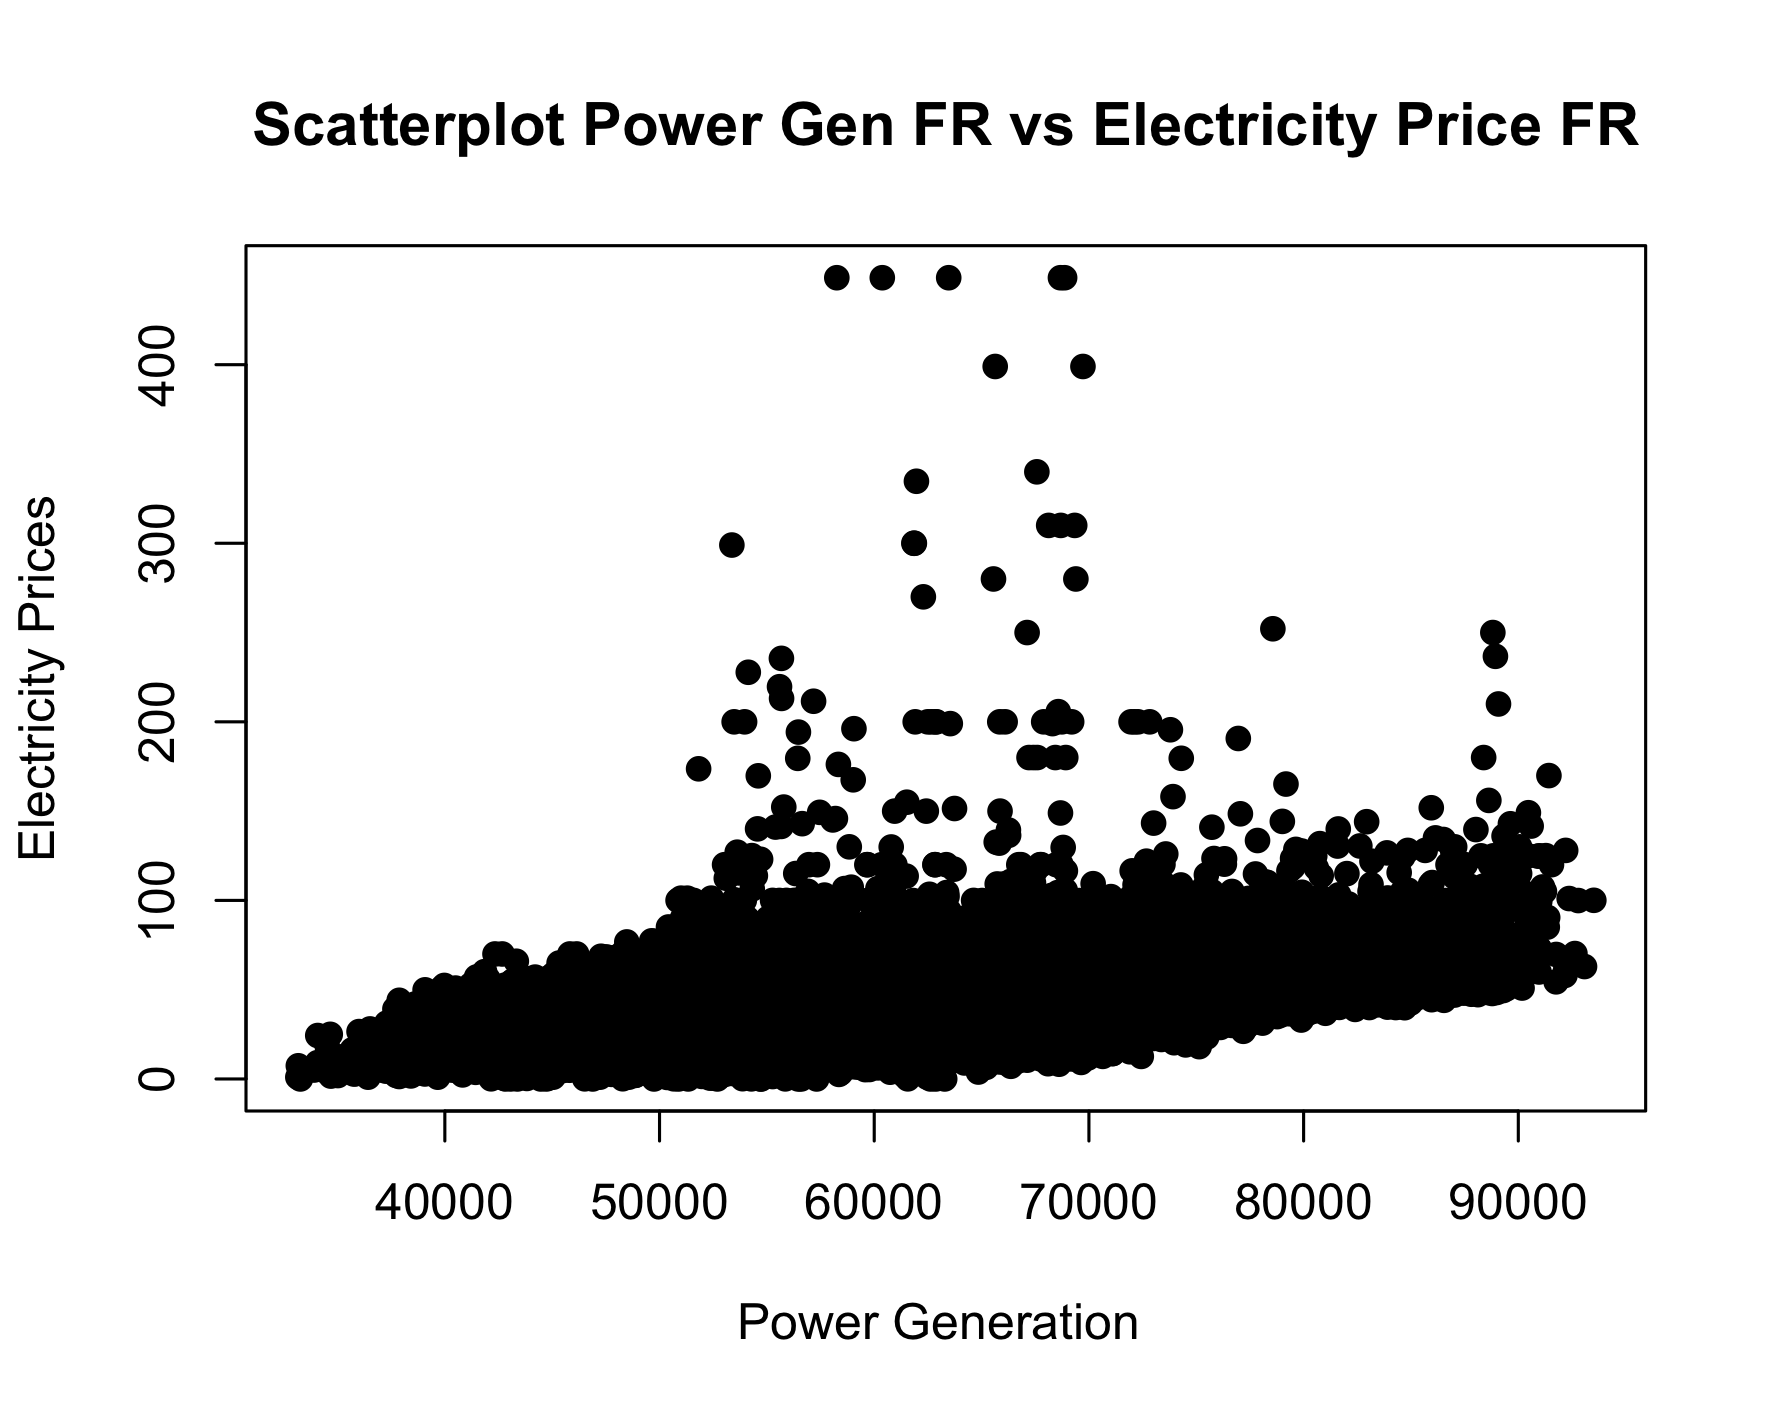 Scatterplot Power Gen FR vs Electricity Price FR
Electricity Prices
400
300
200
100
0
40000 50000 60000 70000 80000 90000
Power Generation